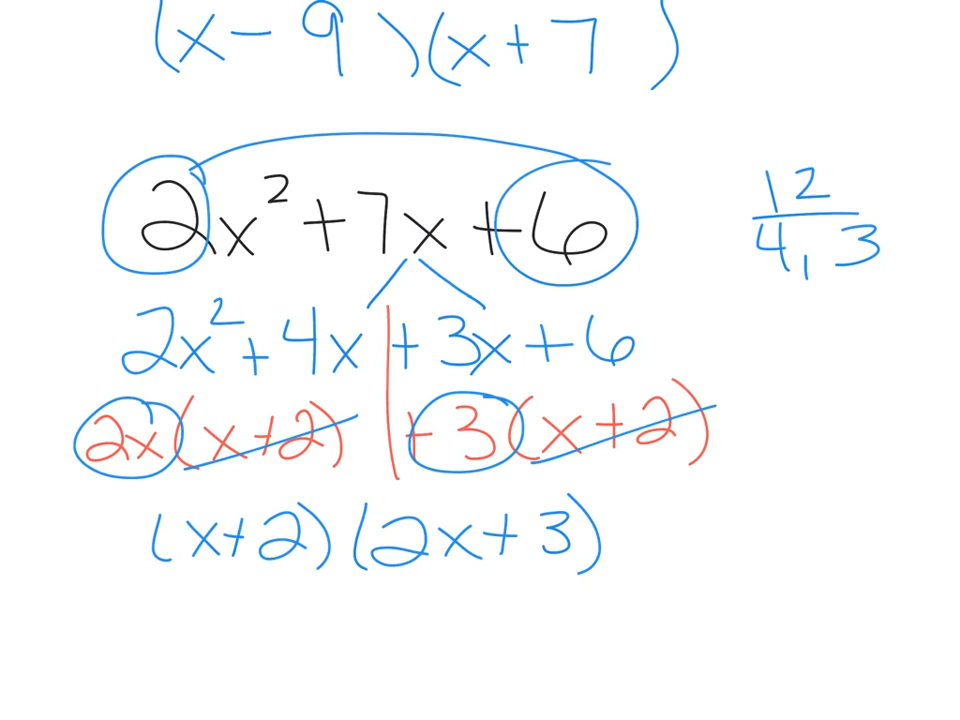 (x - 9)(x + 7)
2x² + 7x + 6
12
4, 3
2x² + 4x + 3x + 6
2x(x+2) + 3(x+2)
(x+2)(2x+3)